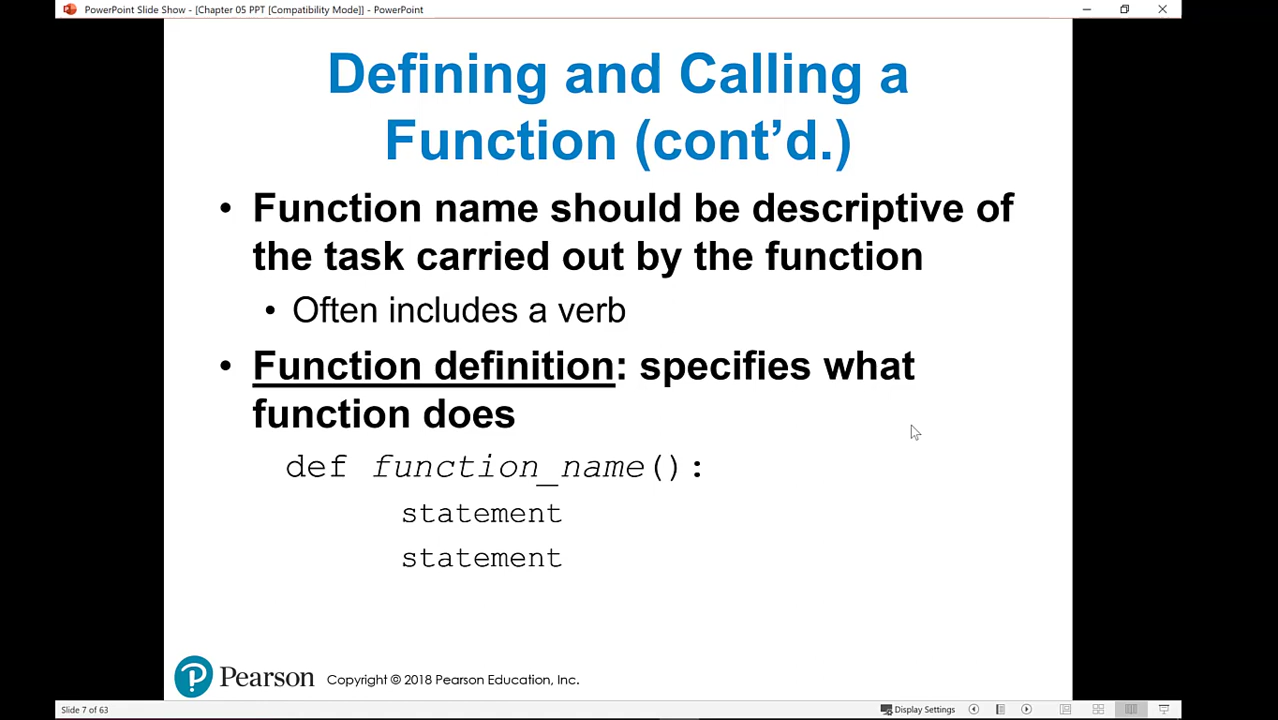 PowerPoint Slide Show - [Chapter 05 PPT [Compatibility Mode]] - PowerPoint
Defining and Calling a
Function (cont’d.)
• Function name should be descriptive of
the task carried out by the function
• Often includes a verb
• Function definition: specifies what
function does
def function_name():
statement
statement
Pearson Copyright © 2018 Pearson Education, Inc.
Slide 7 of 63 Display Settings